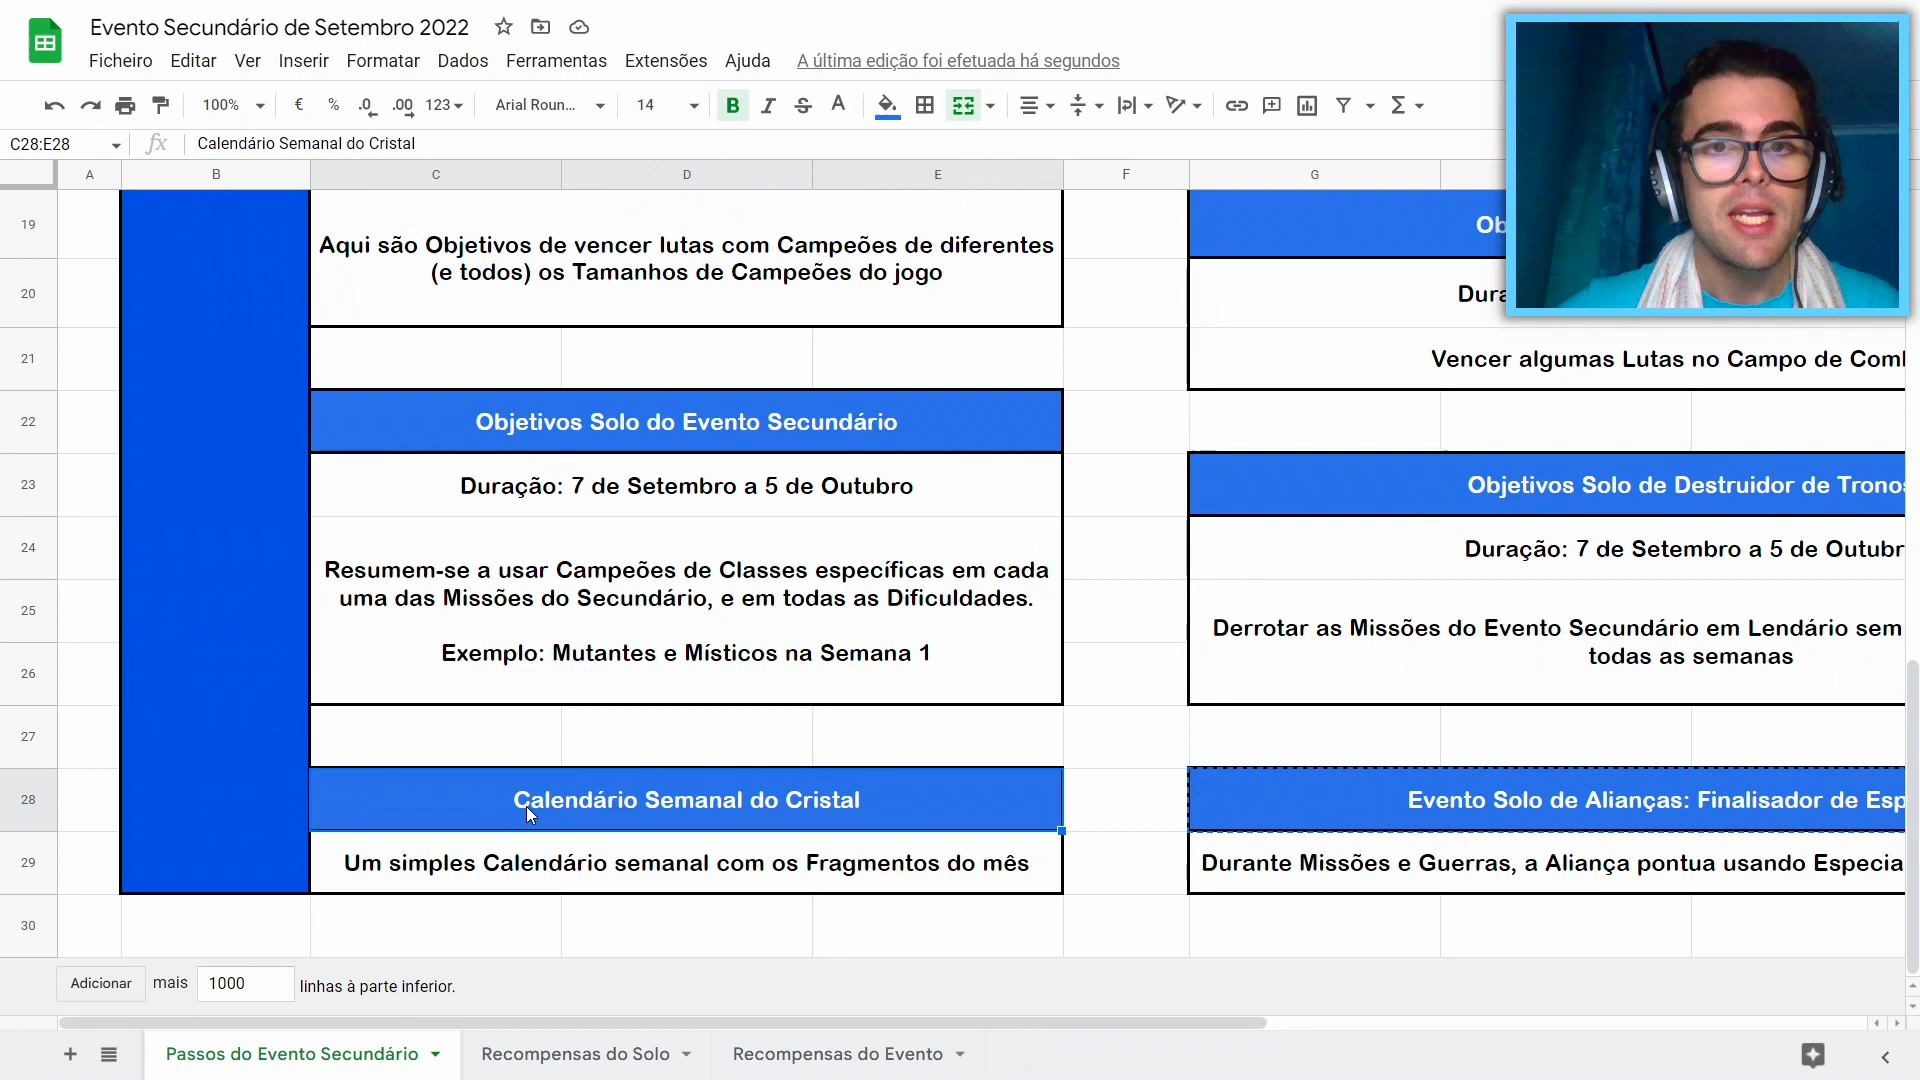 Evento Secundário de Setembro 2022
Ficheiro Editar Ver Inserir Formatar Dados Ferramentas Extensões Ajuda A última edição foi efetuada há segundos
100% € % .0 .00 123 Arial Roun... 14 B I S A
C28:E28 fx Calendário Semanal do Cristal
A B C D E F G
19
20
21
22
23
24
25
26
27
28
29
30
Aqui são Objetivos de vencer lutas com Campeões de diferentes
(e todos) os Tamanhos de Campeões do jogo
Objetivos Solo do Evento Secundário
Duração: 7 de Setembro a 5 de Outubro
Resumem-se a usar Campeões de Classes específicas em cada
uma das Missões do Secundário, e em todas as Dificuldades.
Exemplo: Mutantes e Místicos na Semana 1
Calendário Semanal do Cristal
Um simples Calendário semanal com os Fragmentos do mês
Vencer algumas Lutas no Campo de
Objetivos Solo de Destruidor de Tronos
Duração: 7 de Setembro a 5 de Outubr
Derrotar as Missões do Evento Secundário em Lendário sem
todas as semanas
Evento Solo de Alianças: Finalisador de Esp
Durante Missões e Guerras, a Aliança pontua usando Especia
Adicionar mais 1000 linhas à parte inferior.
Passos do Evento Secundário Recompensas do Solo Recompensas do Evento